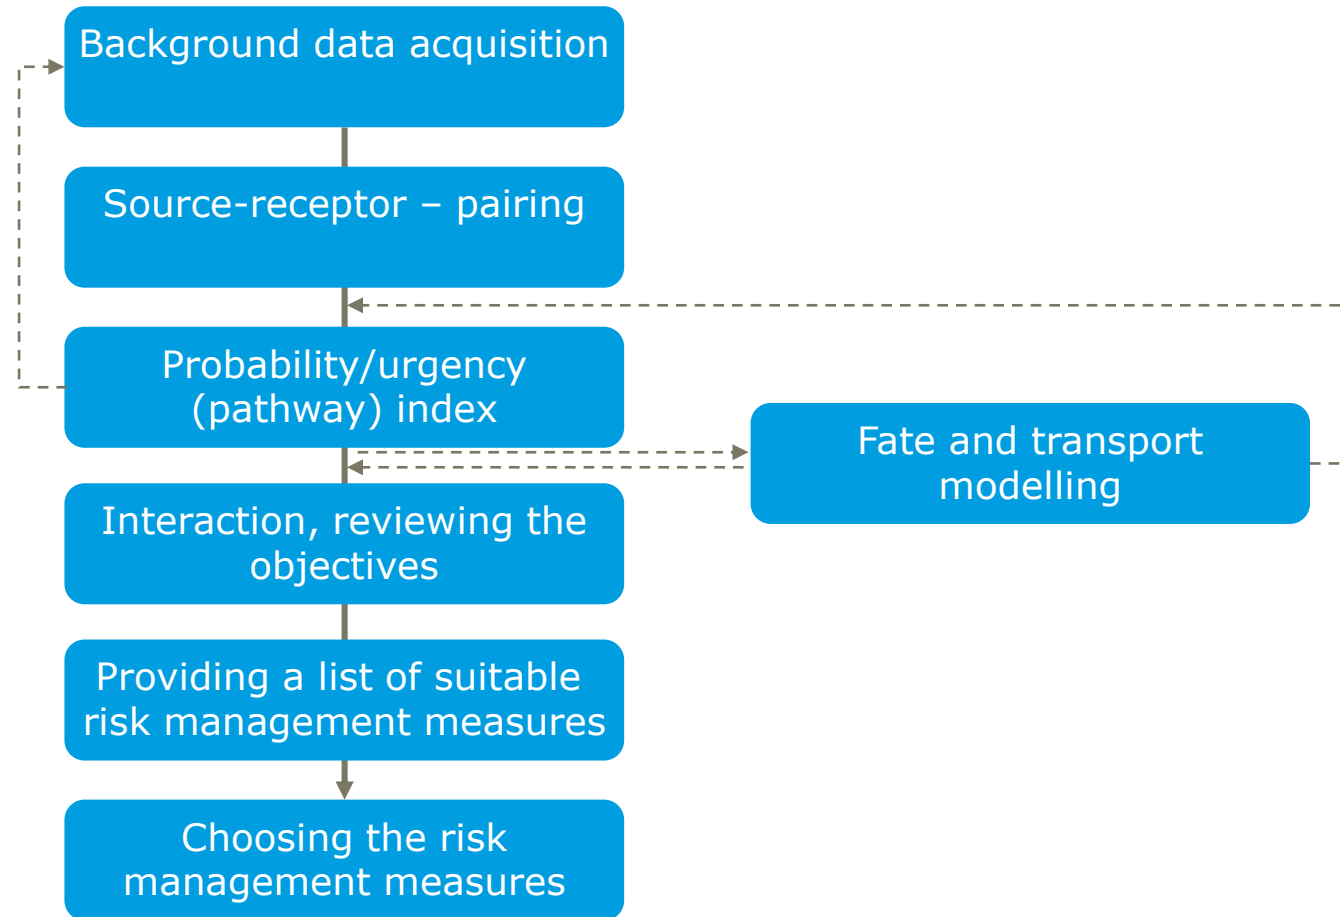 Background data acquisition
Source-receptor – pairing
Probability/urgency
(pathway) index
Fate and transport
modelling
Interaction, reviewing the
objectives
Providing a list of suitable
risk management measures
Choosing the risk
management measures